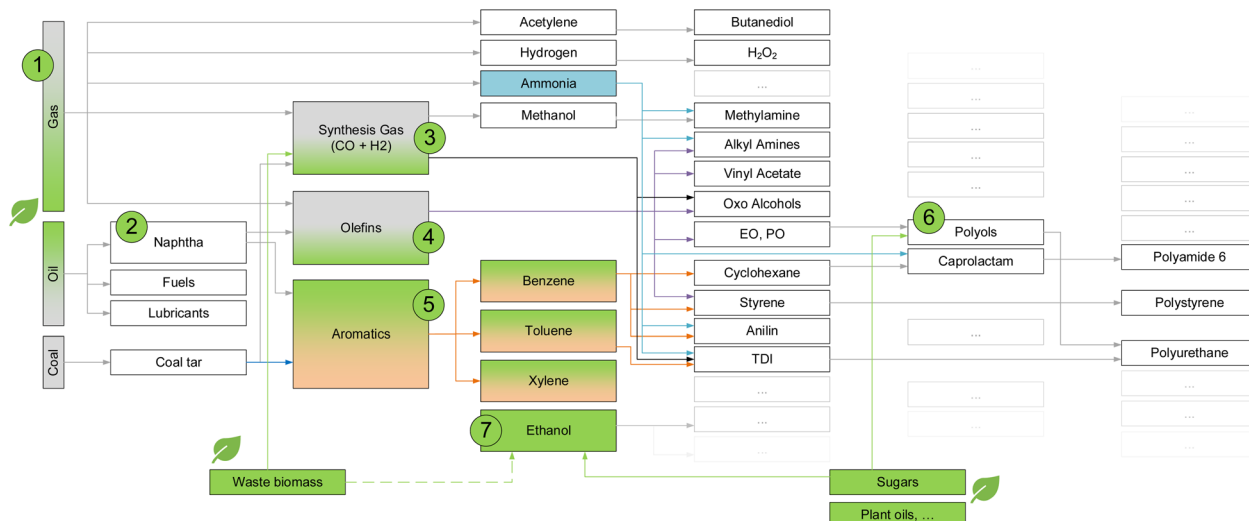 1
Gas
Oil
Coal
2
Naphtha
Fuels
Lubricants
Coal tar
Synthesis Gas
(CO + H2)
3
Olefins
4
Aromatics
5
Waste biomass
Acetylene
Hydrogen
Ammonia
Methanol
Benzene
Toluene
Xylene
7
Ethanol
Butanediol
H₂O₂
...
Methylamine
Alkyl Amines
Vinyl Acetate
Oxo Alcohols
EO, PO
Cyclohexane
Styrene
Anilin
TDI
...
...
...
Sugars
Plant oils, ...
...
...
...
...
...
6
Polyols
Caprolactam
...
...
...
...
...
...
...
Polyamide 6
Polystyrene
Polyurethane
...
...
...